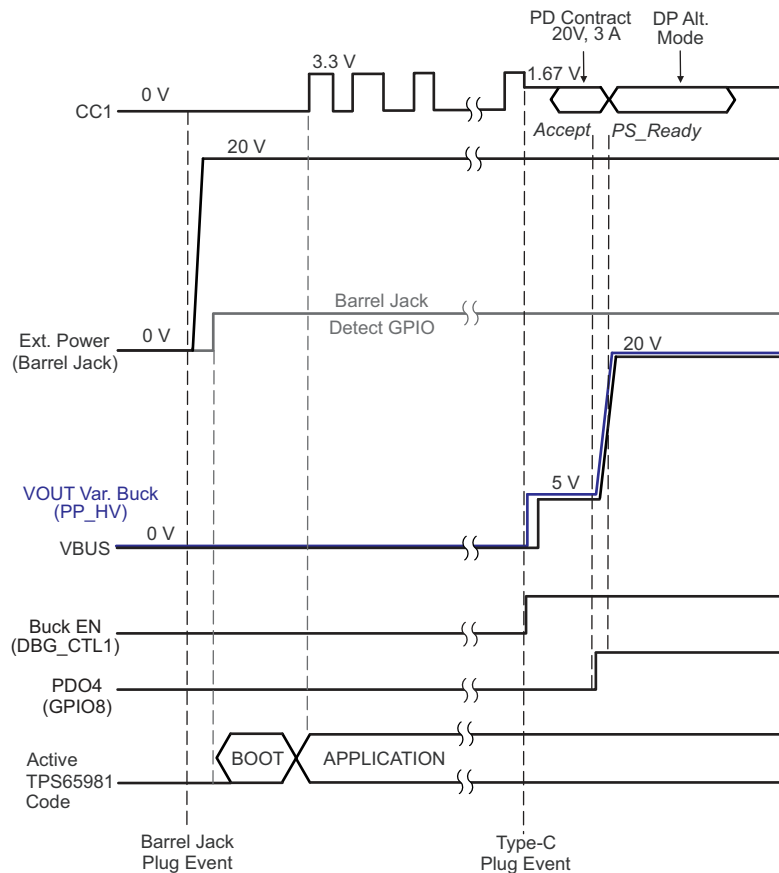 PD Contract
20V, 3 A
DP Alt.
Mode
3.3 V
1.67 V
0 V
CC1
Accept
PS_Ready
20 V
Barrel Jack
Detect GPIO
0 V
Ext. Power
(Barrel Jack)
20 V
5 V
VOUT Var. Buck
(PP_HV)
0 V
VBUS
Buck EN
(DBG_CTL1)
PDO4
(GPIO8)
Active
TPS65981
Code
BOOT
APPLICATION
Barrel Jack
Plug Event
Type-C
Plug Event